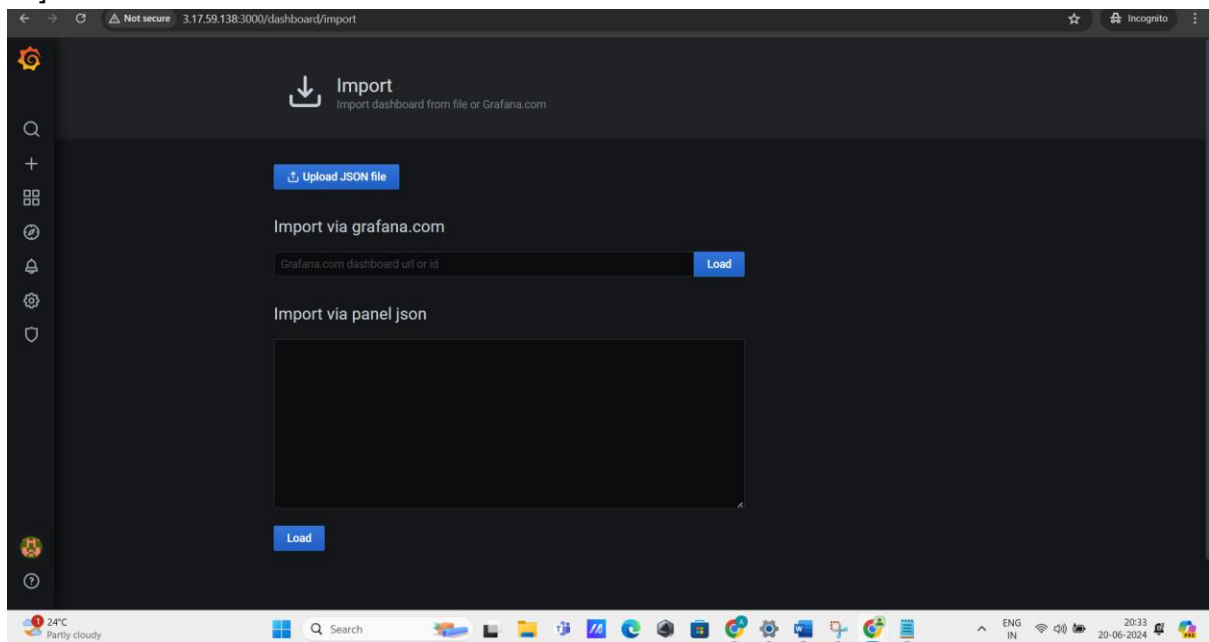 Not secure 3.17.59.138:3000/dashboard/import Incognito
Import
Import dashboard from file or Grafana.com
Upload JSON file
Import via grafana.com
Grafana.com dashboard url or id Load
Import via panel json
Load
1 24°C
Partly cloudy
Search
ENG
IN
20:33
20-06-2024